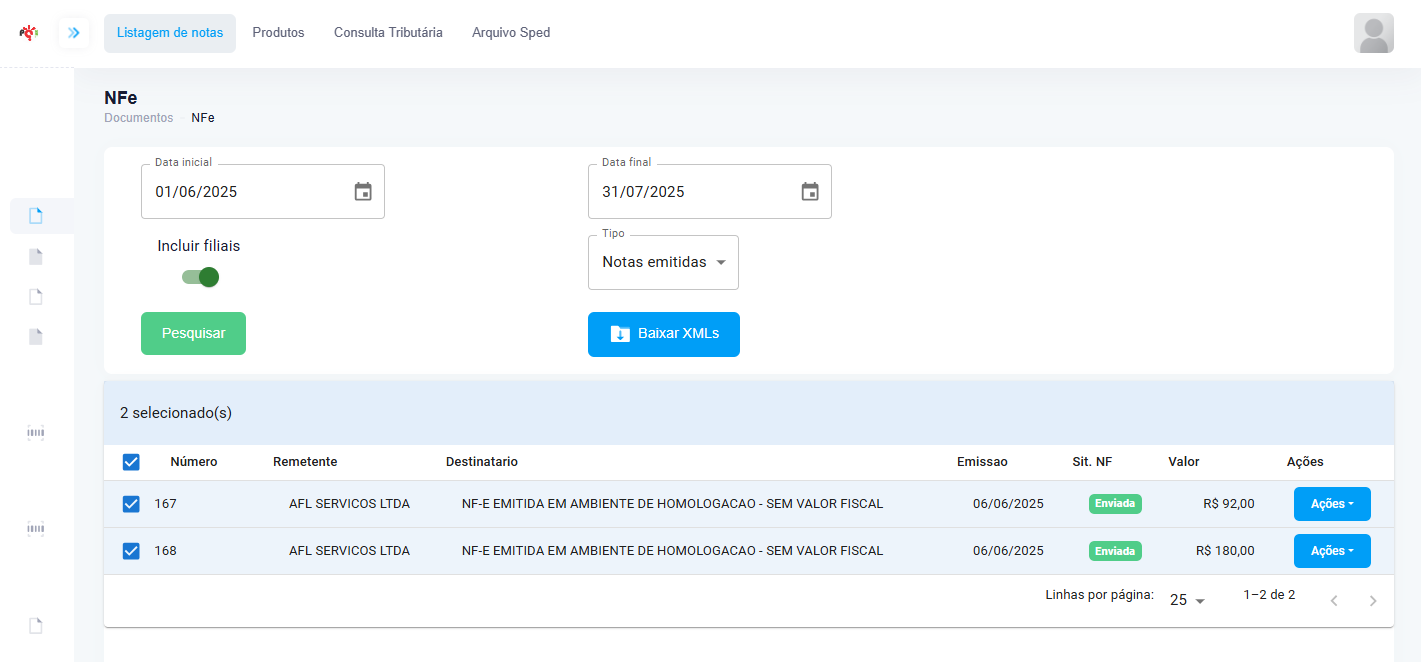 Listagem de notas Produtos Consulta Tributária Arquivo Sped
NFe
Documentos NFe
Data inicial Data final
01/06/2025 31/07/2025
Incluir filiais Tipo
Notas emitidas
Pesquisar Baixar XMLs
2 selecionado(s)
Número Remetente Destinatario Emissao Sit. NF Valor Ações
167 AFL SERVICOS LTDA NF-E EMITIDA EM AMBIENTE DE HOMOLOGACAO - SEM VALOR FISCAL 06/06/2025 Enviada R$ 92,00 Ações
168 AFL SERVICOS LTDA NF-E EMITIDA EM AMBIENTE DE HOMOLOGACAO - SEM VALOR FISCAL 06/06/2025 Enviada R$ 180,00 Ações
Linhas por página: 25 1–2 de 2